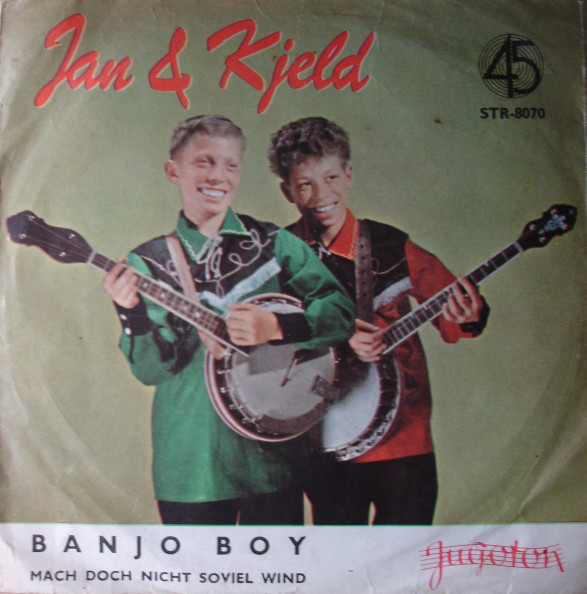 Jan & Kjeld
45
STR-8070
BANJO BOY
MACH DOCH NICHT SOVIEL WIND
Jugoton